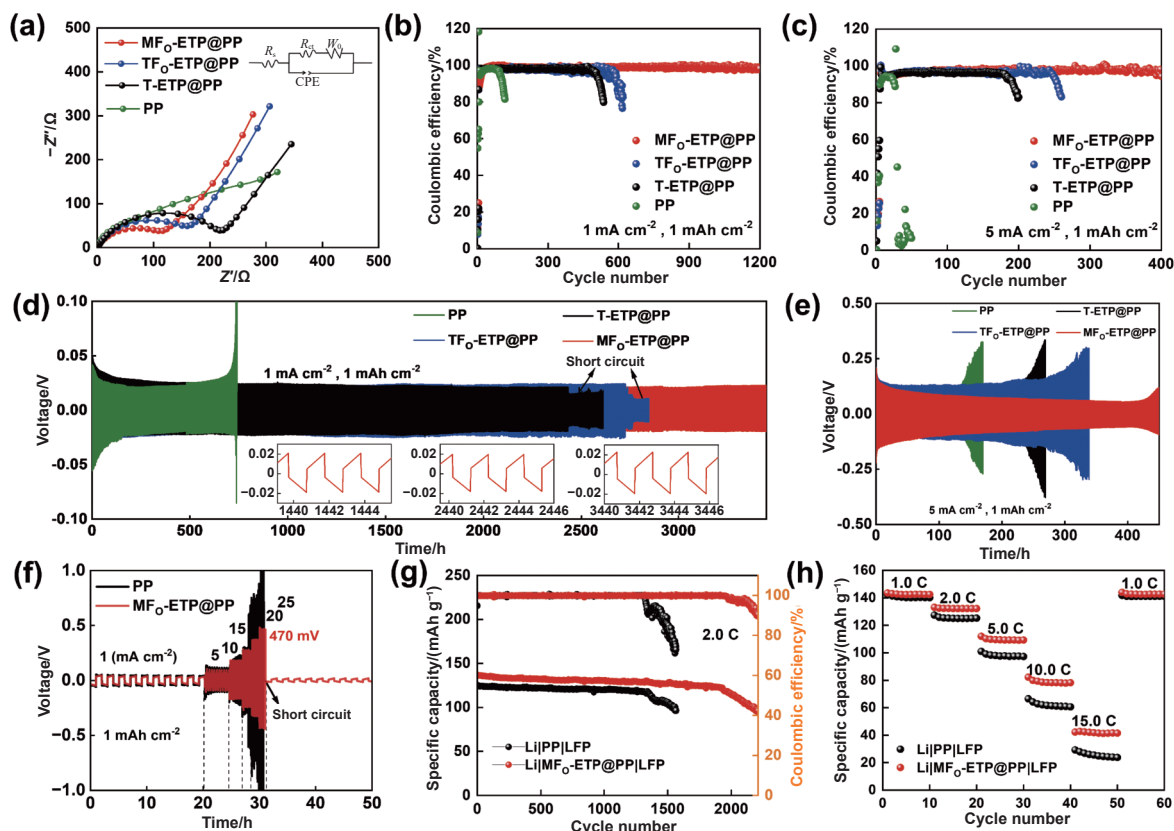 (a)
MFO-ETP@PP
TFO-ETP@PP
T-ETP@PP
PP
Rs
Rct
W0
CPE
−Z″/Ω
−500
400
300
200
100
0
0 100 200 300 400 500
Z′/Ω
(b)
Coulombic efficiency/%
120
100
80
60
40
20
0
MFO-ETP@PP
TFO-ETP@PP
T-ETP@PP
PP
1 mA cm−2 , 1 mAh cm−2
0 300 600 900 1200
Cycle number
(c)
Coulombic efficiency/%
120
100
80
60
40
20
0
MFO-ETP@PP
TFO-ETP@PP
T-ETP@PP
PP
5 mA cm−2 , 1 mAh cm−2
0 100 200 300 400
Cycle number
(d)
Voltage/V
0.10
0.05
0.00
−0.05
−0.10
PP
T-ETP@PP
TFO-ETP@PP
MFO-ETP@PP
Short circuit
1 mA cm−2 , 1 mAh cm−2
0.02
0.00
−0.02
1440 1442 1444
0.02
0.00
−0.02
2440 2442 2444 2446
0.02
0.00
−0.02
3440 3442 3444 3446
0 500 1000 1500 2000 2500 3000
Time/h
(e)
Voltage/V
0.50
0.25
0.00
−0.25
−0.50
PP
T-ETP@PP
TFO-ETP@PP
MFO-ETP@PP
5 mA cm−2 , 1 mAh cm−2
0 100 200 300 400
Time/h
(f)
Voltage/V
1.0
0.5
0.0
−0.5
−1.0
PP
MFO-ETP@PP
1 (mA cm−2)
5
10
15
20
25
470 mV
Short circuit
1 mAh cm−2
0 10 20 30 40 50
Time/h
(g)
Specific capacity/(mAh g−1)
250
200
150
100
50
0
2.0 C
Li|PP|LFP
Li|MFO-ETP@PP|LFP
100
80
60
40
20
0
Coulombic efficiency/%
0 500 1000 1500 2000
Cycle number
(h)
Specific capacity/(mAh g−1)
160
140
120
100
80
60
40
20
0
1.0 C
2.0 C
5.0 C
10.0 C
15.0 C
1.0 C
Li|PP|LFP
Li|MFO-ETP@PP|LFP
0 10 20 30 40 50 60
Cycle number